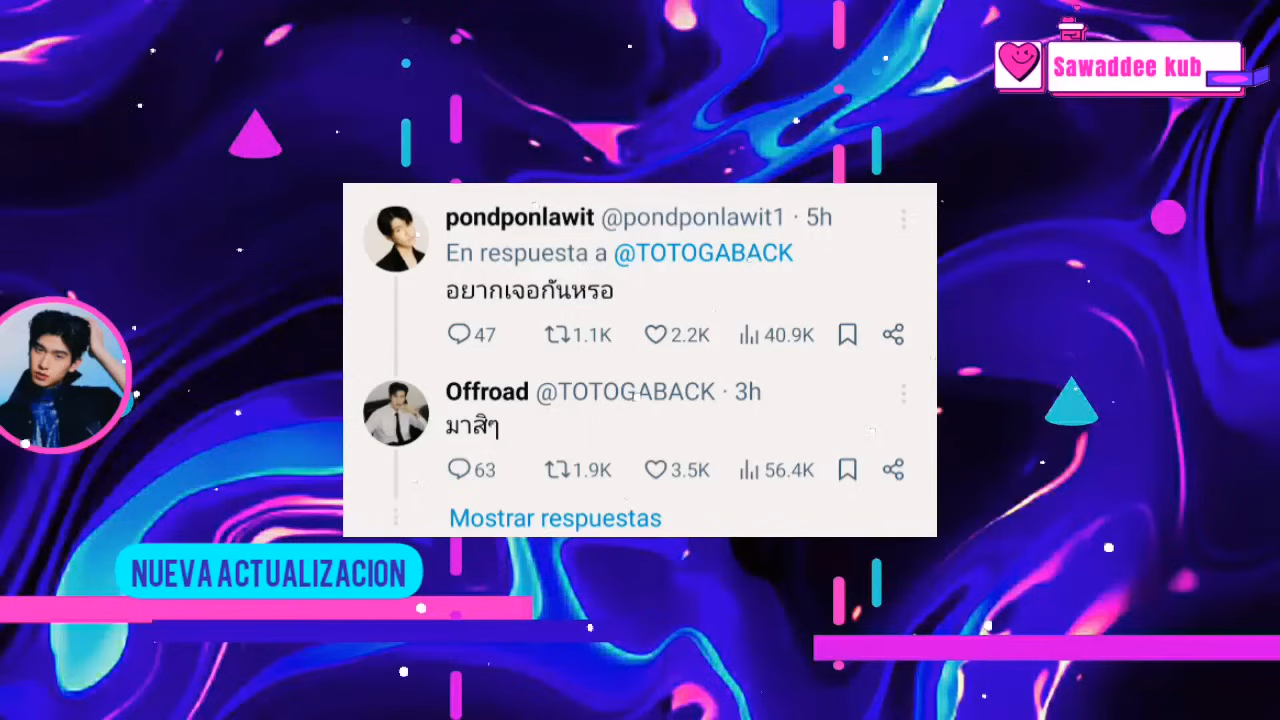 Sawaddee kub
pondponlawit @pondponlawit1 · 5h
En respuesta a @TOTOGABACK
อยากเจอกันหรอ
47 1.1K 2.2K 40.9K
Offroad @TOTOGABACK · 3h
มาสิๆ
63 1.9K 3.5K 56.4K
Mostrar respuestas
NUEVA ACTUALIZACION